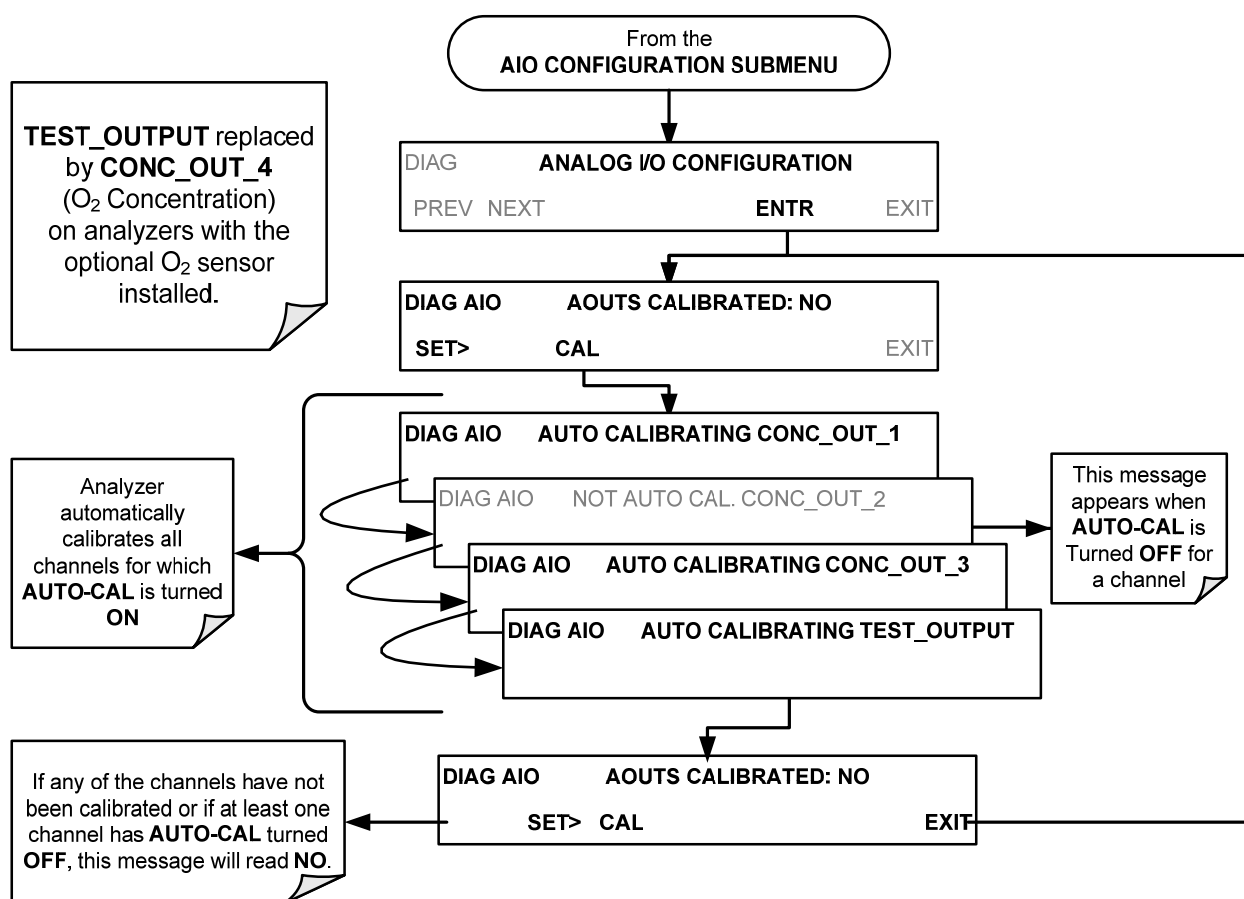 From the
AIO CONFIGURATION SUBMENU
TEST_OUTPUT replaced
by CONC_OUT_4
(O₂ Concentration)
on analyzers with the
optional O₂ sensor
installed.
DIAG ANALOG I/O CONFIGURATION
PREV NEXT ENTR EXIT
DIAG AIO AOUTS CALIBRATED: NO
SET> CAL EXIT
DIAG AIO AUTO CALIBRATING CONC_OUT_1
DIAG AIO NOT AUTO CAL. CONC_OUT_2
DIAG AIO AUTO CALIBRATING CONC_OUT_3
DIAG AIO AUTO CALIBRATING TEST_OUTPUT
Analyzer
automatically
calibrates all
channels for which
AUTO-CAL is turned
ON
This message
appears when
AUTO-CAL is
Turned OFF for
a channel
DIAG AIO AOUTS CALIBRATED: NO
SET> CAL EXIT
If any of the channels have not
been calibrated or if at least one
channel has AUTO-CAL turned
OFF, this message will read NO.